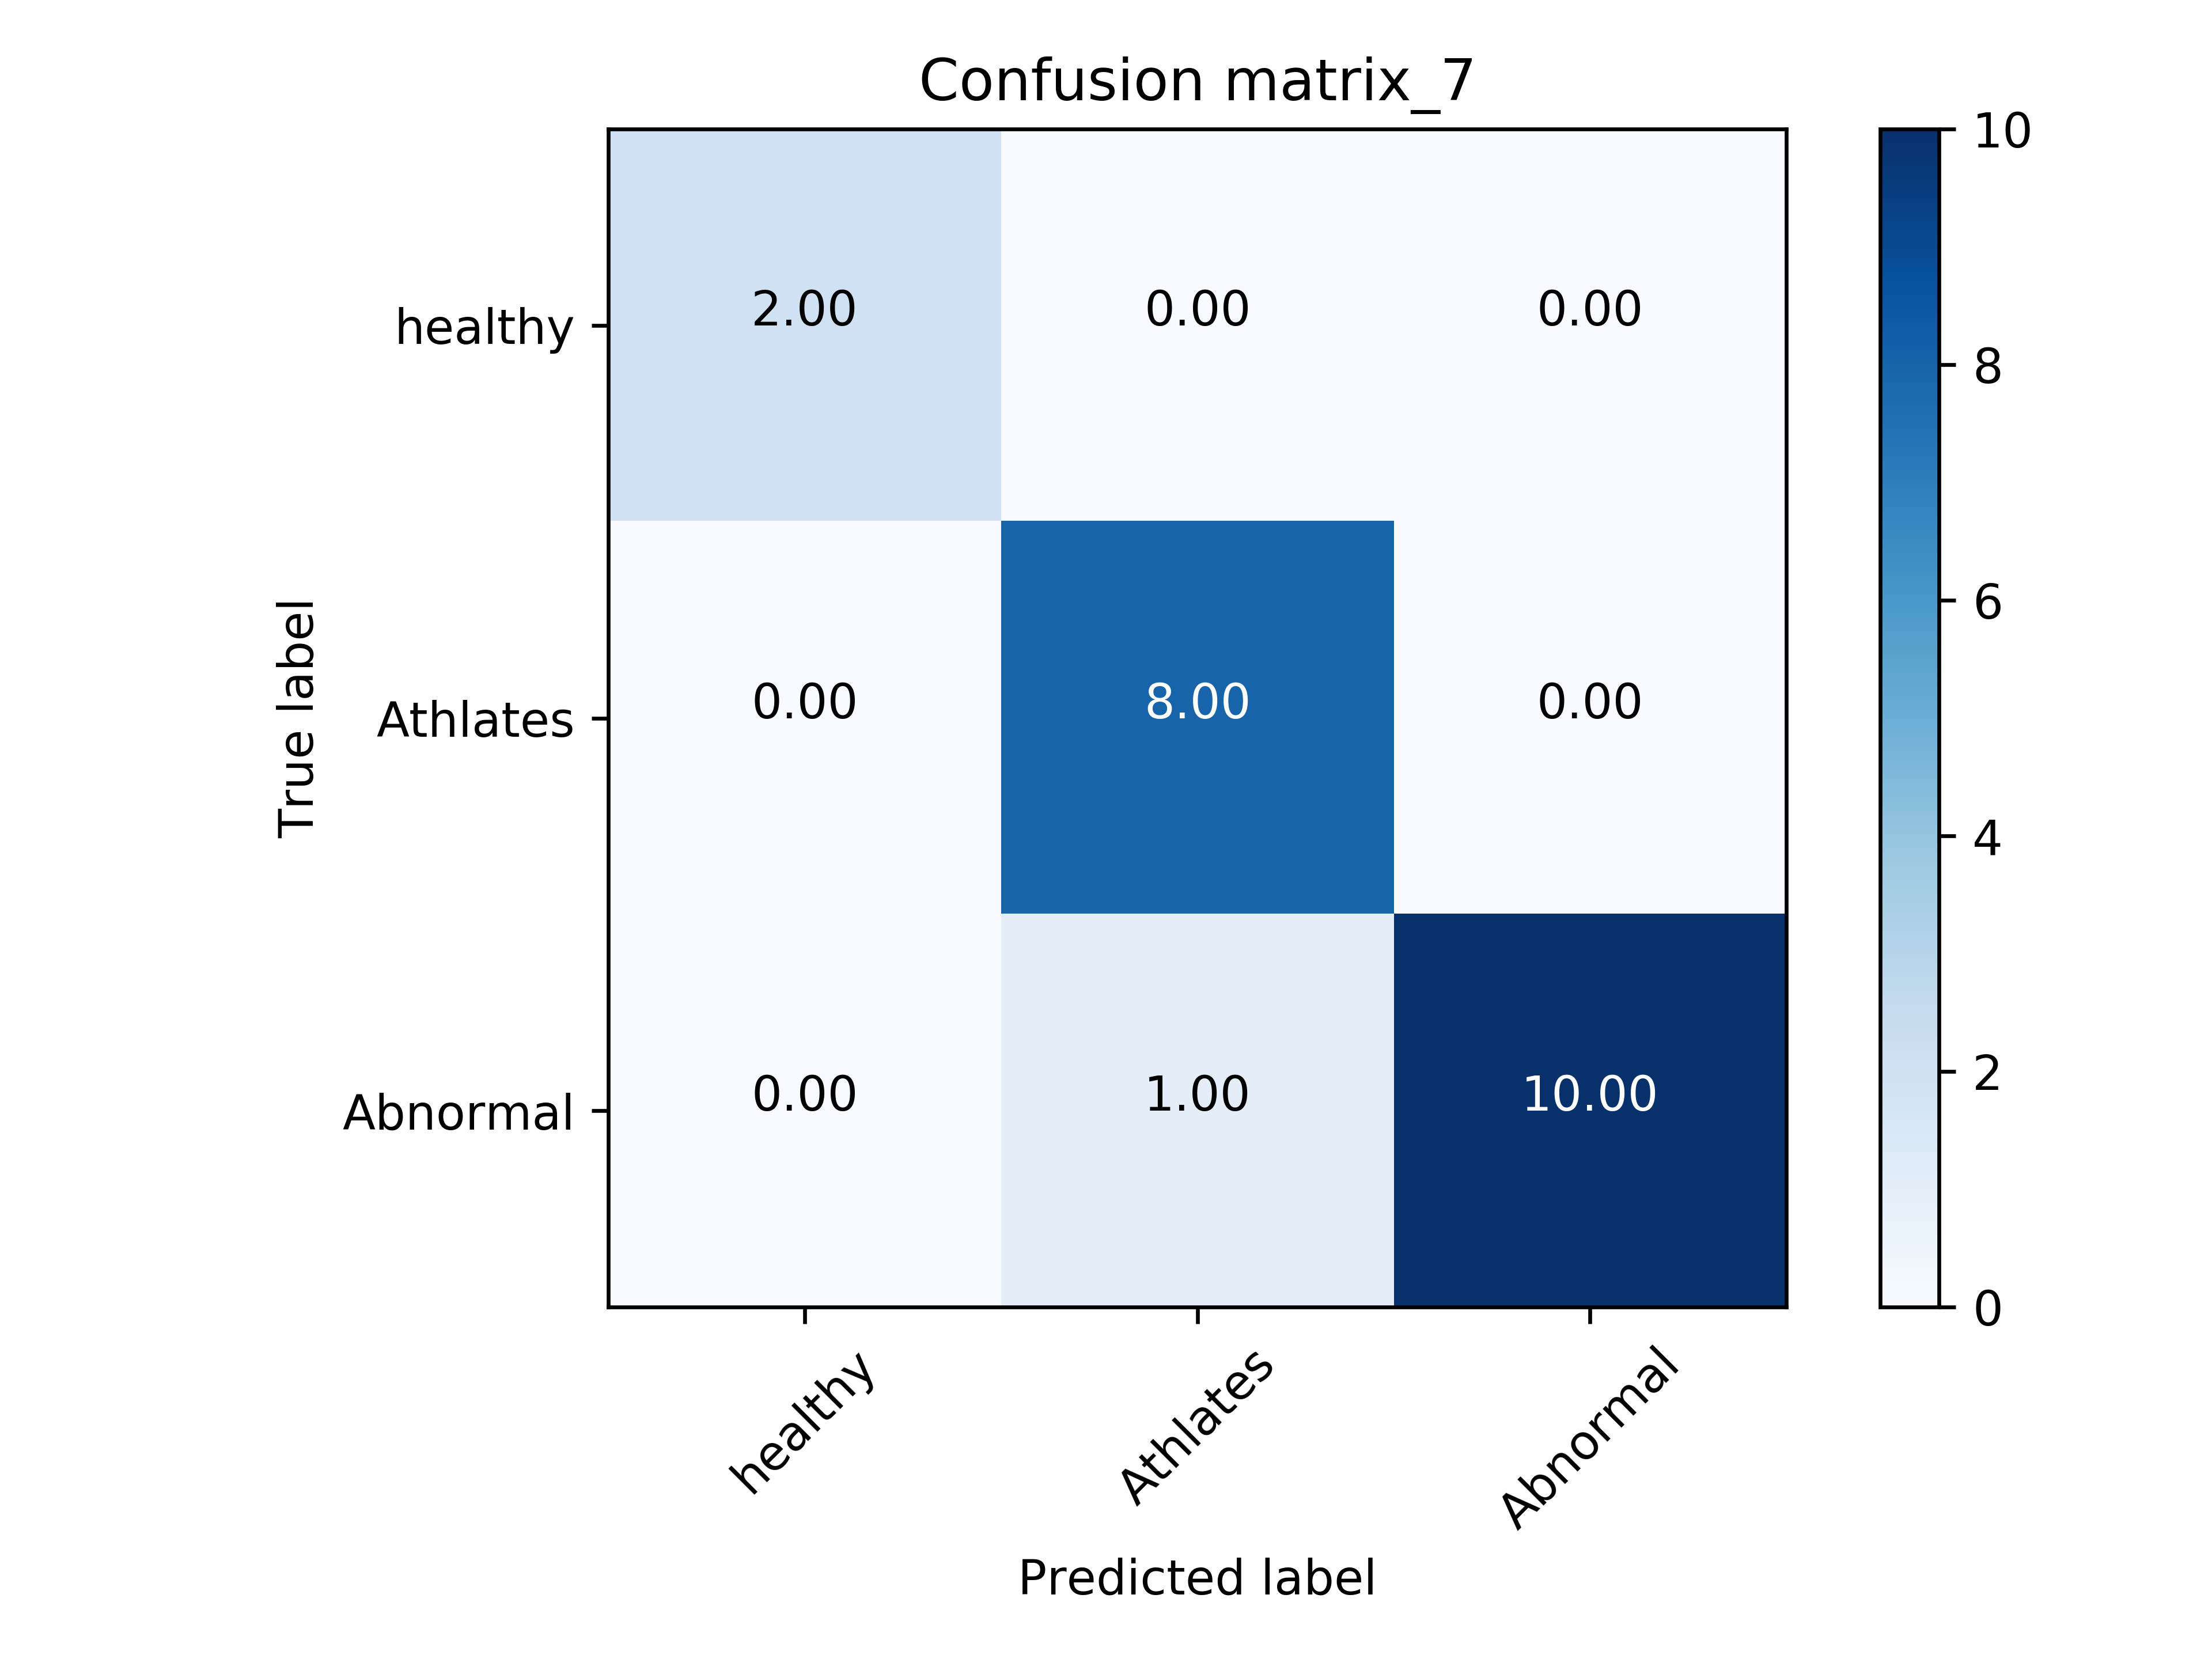 Confusion matrix_7
10
8
6
4
2
0
True label
healthy
2.00 0.00 0.00
Athlates
0.00 8.00 0.00
Abnormal
0.00 1.00 10.00
healthy
Athlates
Abnormal
Predicted label